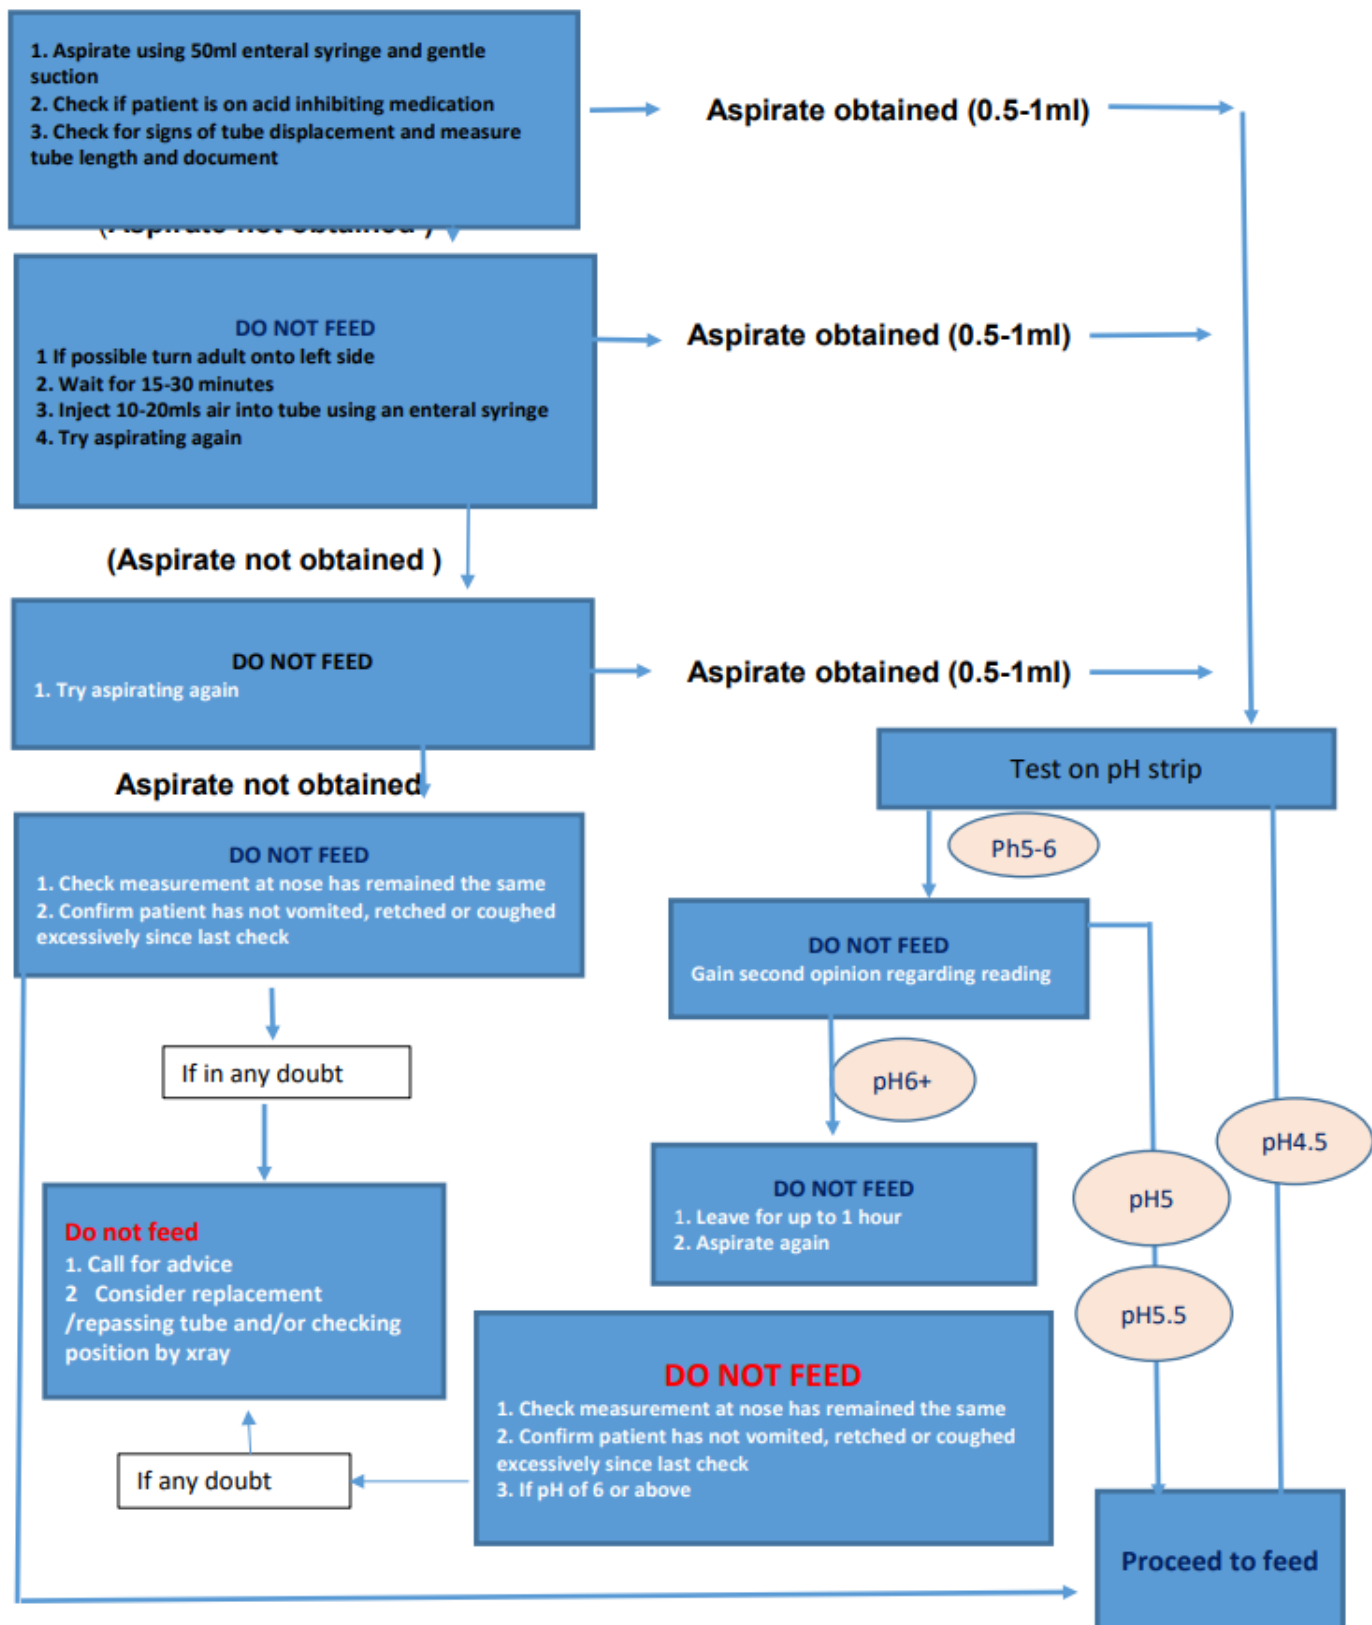 1. Aspirate using 50ml enteral syringe and gentle
suction
2. Check if patient is on acid inhibiting medication
3. Check for signs of tube displacement and measure
tube length and document
Aspirate obtained (0.5-1ml)
(Aspirate not obtained )
DO NOT FEED
1 If possible turn adult onto left side
2. Wait for 15-30 minutes
3. Inject 10-20mls air into tube using an enteral syringe
4. Try aspirating again
Aspirate obtained (0.5-1ml)
(Aspirate not obtained )
DO NOT FEED
1. Try aspirating again
Aspirate obtained (0.5-1ml)
Aspirate not obtained
DO NOT FEED
1. Check measurement at nose has remained the same
2. Confirm patient has not vomited, retched or coughed
excessively since last check
If in any doubt
Do not feed
1. Call for advice
2 Consider replacement
/repassing tube and/or checking
position by xray
If any doubt
Test on pH strip
Ph5-6
DO NOT FEED
Gain second opinion regarding reading
pH6+
DO NOT FEED
1. Leave for up to 1 hour
2. Aspirate again
pH4.5
pH5
pH5.5
DO NOT FEED
1. Check measurement at nose has remained the same
2. Confirm patient has not vomited, retched or coughed
excessively since last check
3. If pH of 6 or above
Proceed to feed